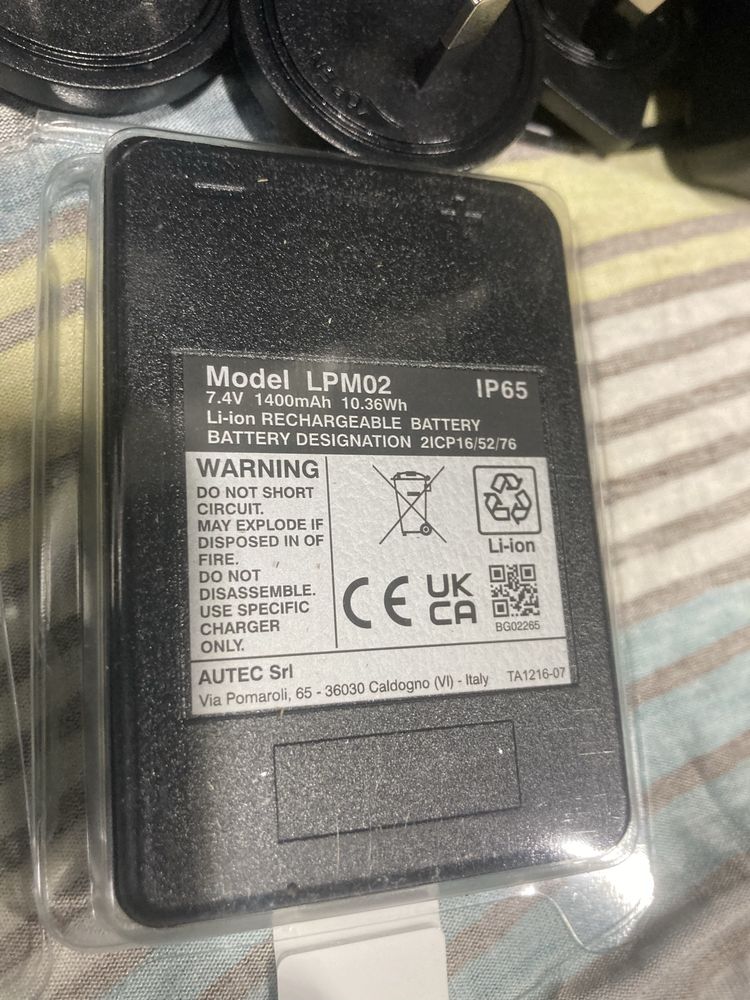 Model LPM02
IP65
7.4V 1400mAh 10.36Wh
Li-ion RECHARGEABLE BATTERY
BATTERY DESIGNATION 2ICP16/52/76
WARNING
DO NOT SHORT
CIRCUIT.
MAY EXPLODE IF
DISPOSED IN OF
FIRE.
DO NOT
DISASSEMBLE.
USE SPECIFIC
CHARGER
ONLY.
Li-ion
CE
UK
CA
BG02265
AUTEC Srl
Via Pomaroli, 65 - 36030 Caldogno (VI) - Italy
TA1216-07